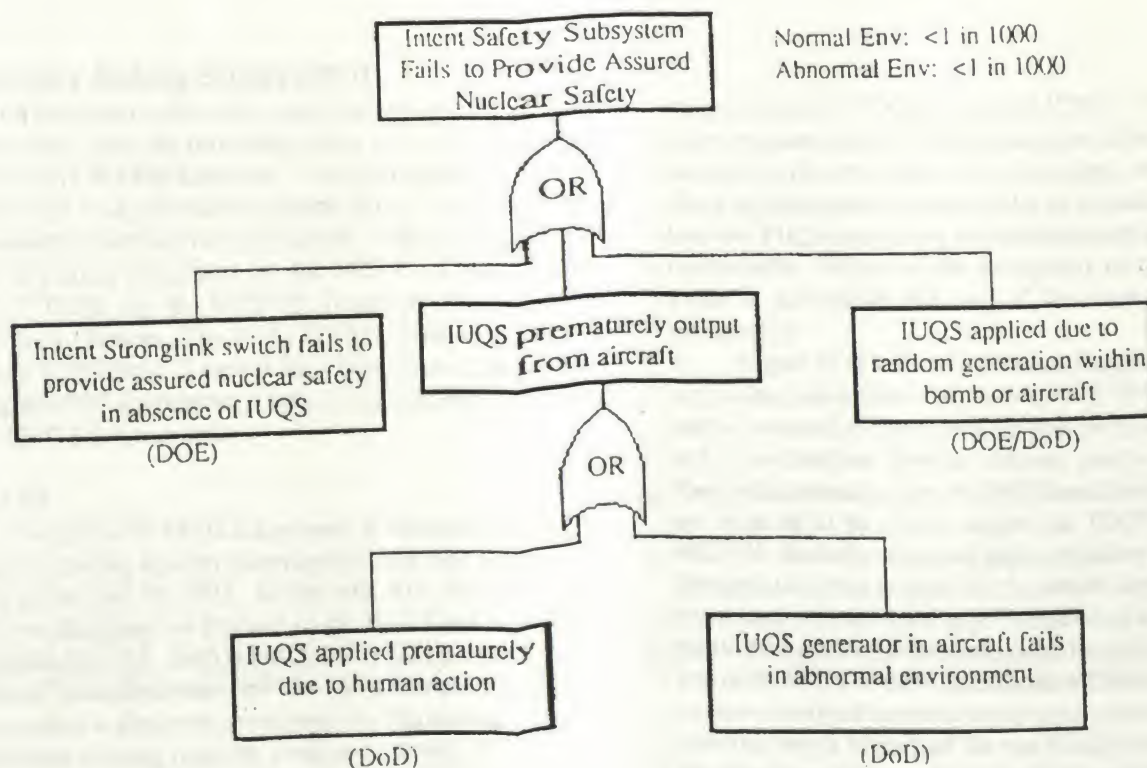 Intent Safety Subsystem
Fails to Provide Assured
Nuclear Safety
Normal Env: <1 in 1000
Abnormal Env: <1 in 1000
OR
Intent Stronglink switch fails to
provide assured nuclear safety
in absence of IUQS
(DOE)
IUQS prematurely output
from aircraft
IUQS applied due to
random generation within
bomb or aircraft
(DOE/DoD)
OR
IUQS applied prematurely
due to human action
(DoD)
IUQS generator in aircraft fails
in abnormal environment
(DoD)